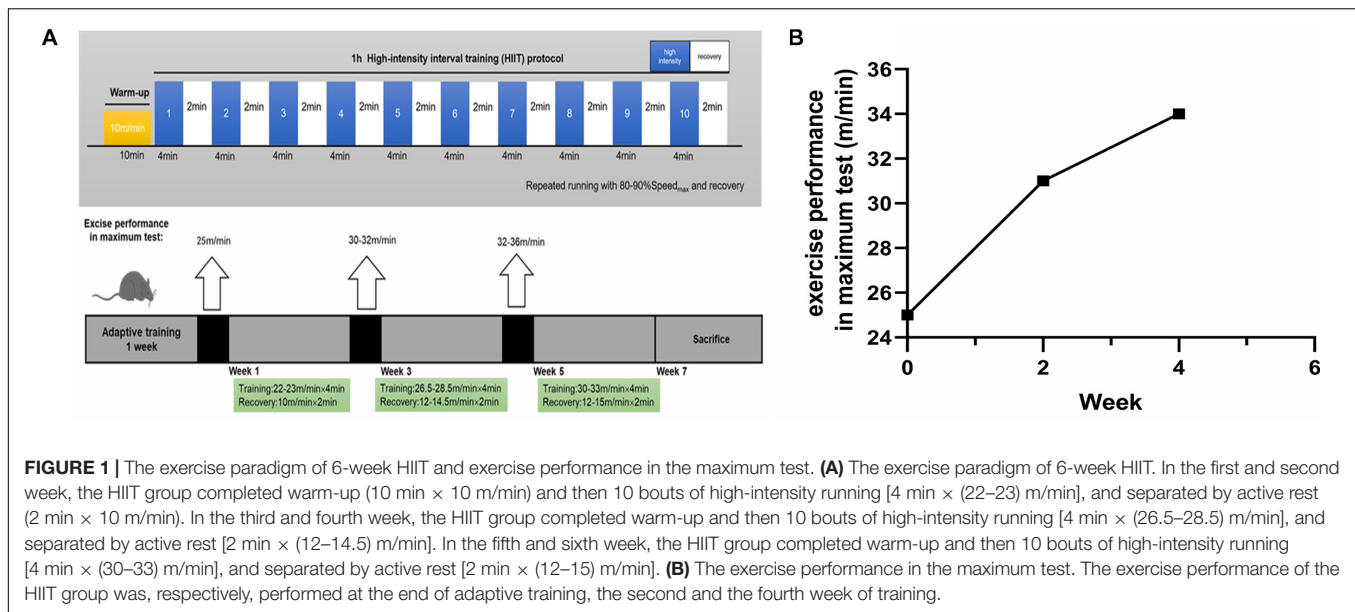 A
1h High-intensity interval training (HIIT) protocol
high
intensity
recovery
Warm-up
10m/min
1 2min 2 2min 3 2min 4 2min 5 2min 6 2min 7 2min 8 2min 9 2min 10 2min
10min 4min 4min 4min 4min 4min 4min 4min 4min 4min 4min
Repeated running with 80-90%Speedmax and recovery
Excise performance
in maximum test:
25m/min 30-32m/min 32-36m/min
Adaptive training
1 week
Sacrifice
Week 1 Week 3 Week 5 Week 7
Training:22-23m/min×4min
Recovery:10m/min×2min
Training:26.5-28.5m/min×4min
Recovery:12-14.5m/min×2min
Training:30-33m/min×4min
Recovery:12-15m/min×2min
B
exercise performance
in maximum test (m/min)
36
34
32
30
28
26
24
0 2 4 6
Week
FIGURE 1 | The exercise paradigm of 6-week HIIT and exercise performance in the maximum test. (A) The exercise paradigm of 6-week HIIT. In the first and second
week, the HIIT group completed warm-up (10 min × 10 m/min) and then 10 bouts of high-intensity running [4 min × (22–23) m/min], and separated by active rest
(2 min × 10 m/min). In the third and fourth week, the HIIT group completed warm-up and then 10 bouts of high-intensity running [4 min × (26.5–28.5) m/min], and
separated by active rest [2 min × (12–14.5) m/min]. In the fifth and sixth week, the HIIT group completed warm-up and then 10 bouts of high-intensity running
[4 min × (30–33) m/min], and separated by active rest [2 min × (12–15) m/min]. (B) The exercise performance in the maximum test. The exercise performance of the
HIIT group was, respectively, performed at the end of adaptive training, the second and the fourth week of training.